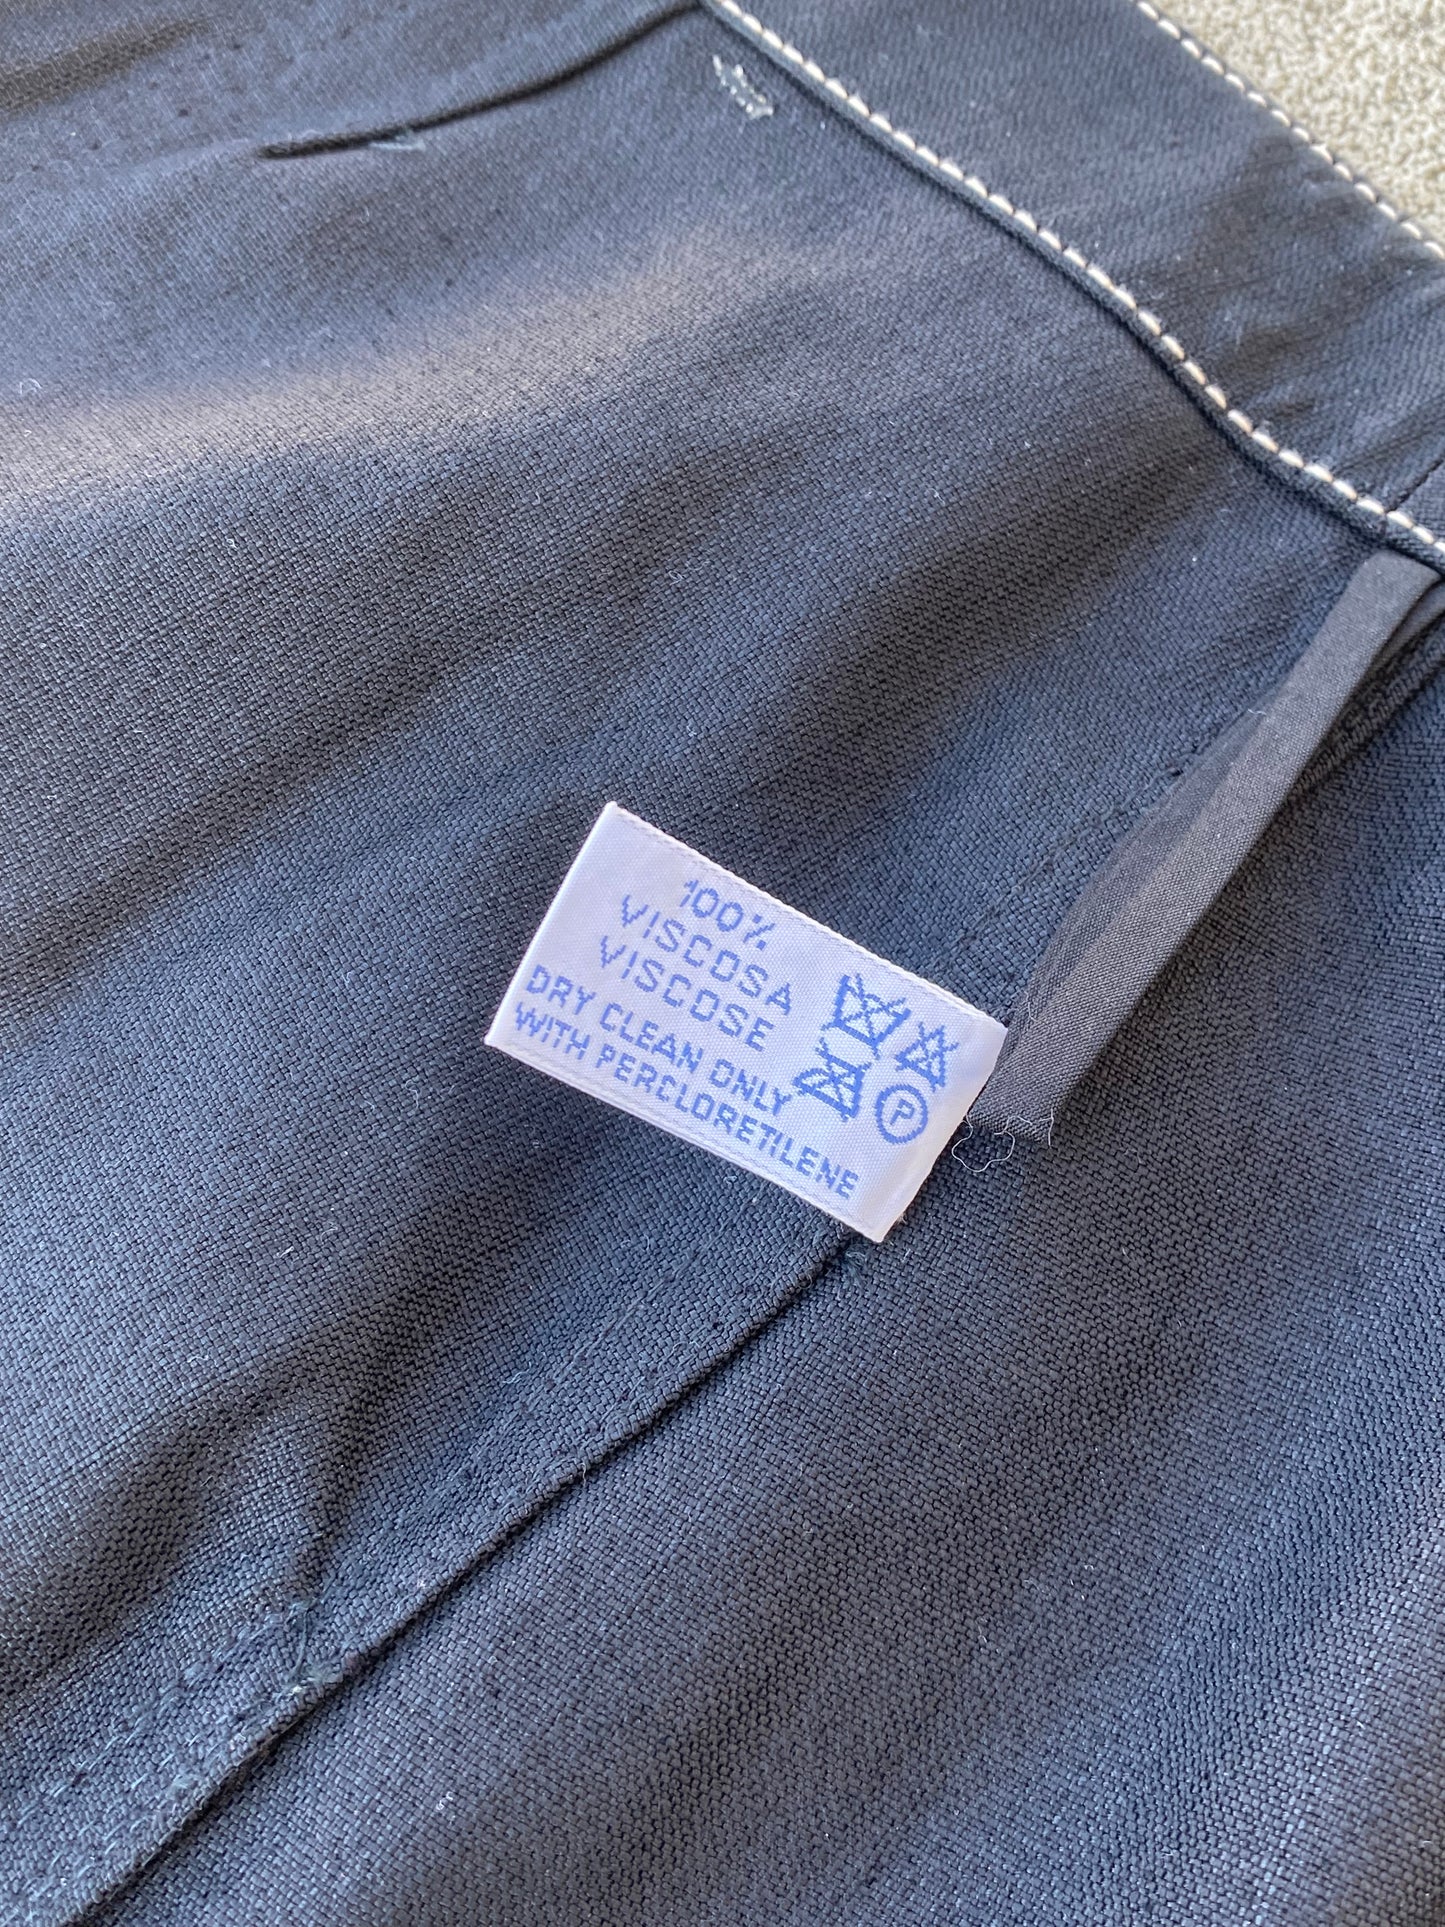 100%
VISCOSA
VISCOSE
DRY CLEAN ONLY
WITH PERCLORETILENE
P